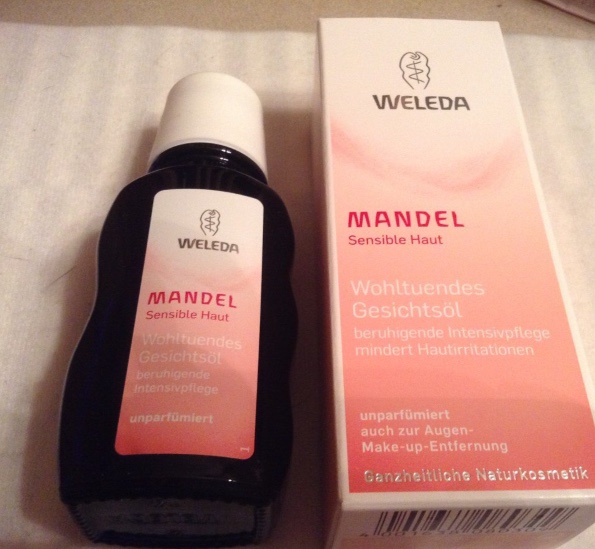 WELEDA
MANDEL
Sensible Haut
Wohltuendes
Gesichtsöl
beruhigende
Intensivpflege
unparfümiert
WELEDA
MANDEL
Sensible Haut
Wohltuendes
Gesichtsöl
beruhigende Intensivpflege
mindert Hautirritationen
unparfümiert
auch zur Augen-
Make-up-Entfernung
Ganzheitliche Naturkosmetik